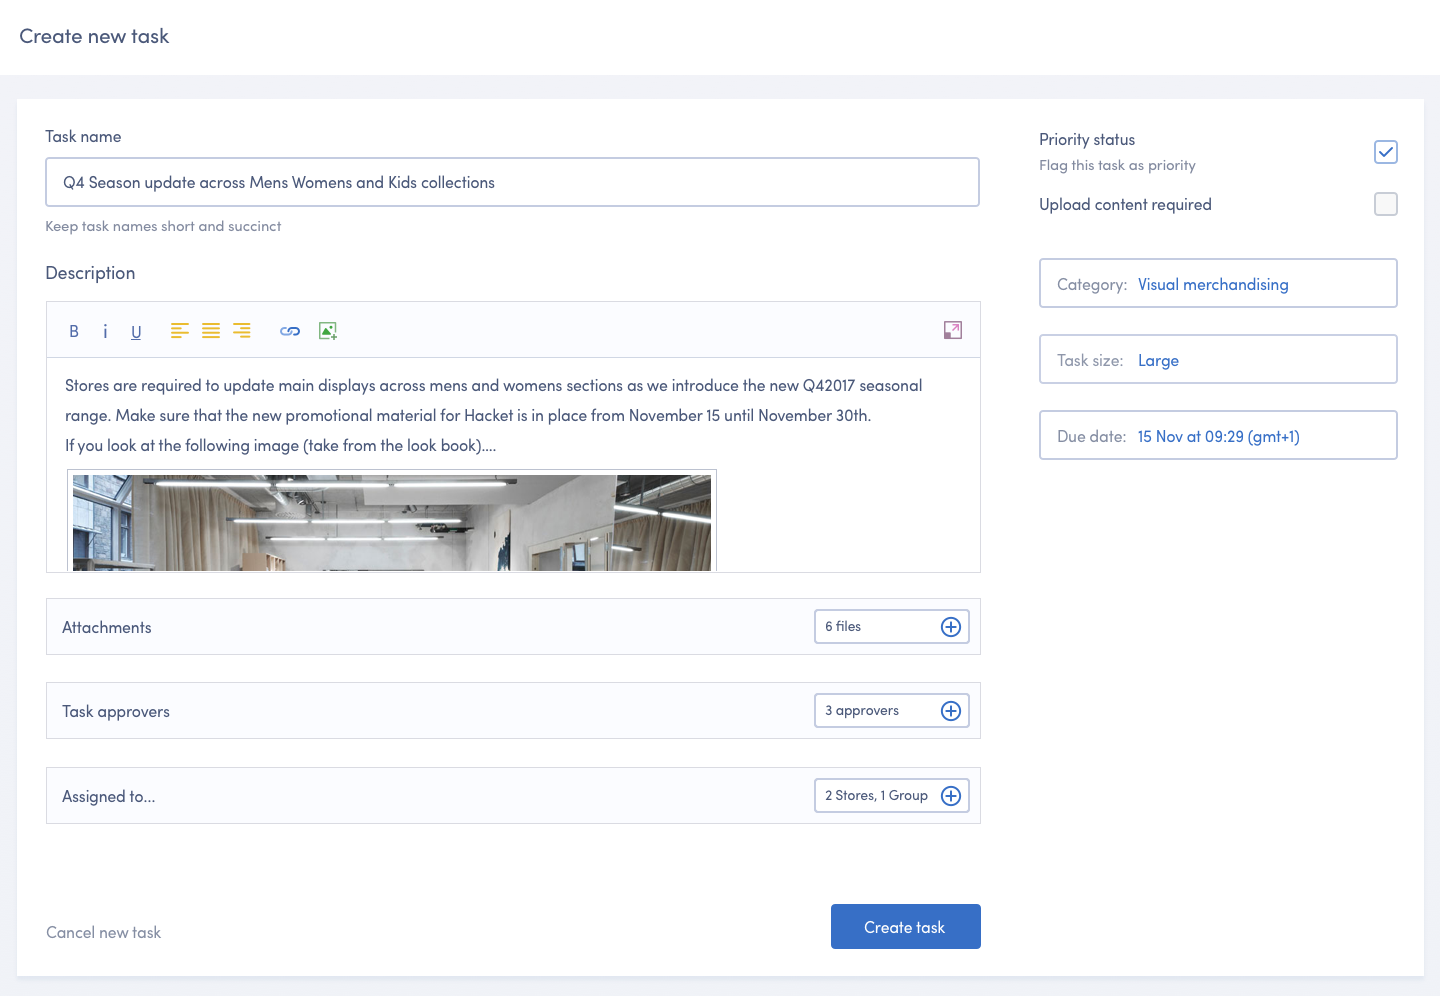 Create new task
Task name
Q4 Season update across Mens Womens and Kids collections
Keep task names short and succinct
Description
B i U
Stores are required to update main displays across mens and womens sections as we introduce the new Q42017 seasonal
range. Make sure that the new promotional material for Hacket is in place from November 15 until November 30th.
If you look at the following image (take from the look book)....
Attachments
6 files
Task approvers
3 approvers
Assigned to...
2 Stores, 1 Group
Cancel new task
Create task
Priority status
Flag this task as priority
Upload content required
Category: Visual merchandising
Task size: Large
Due date: 15 Nov at 09:29 (gmt+1)